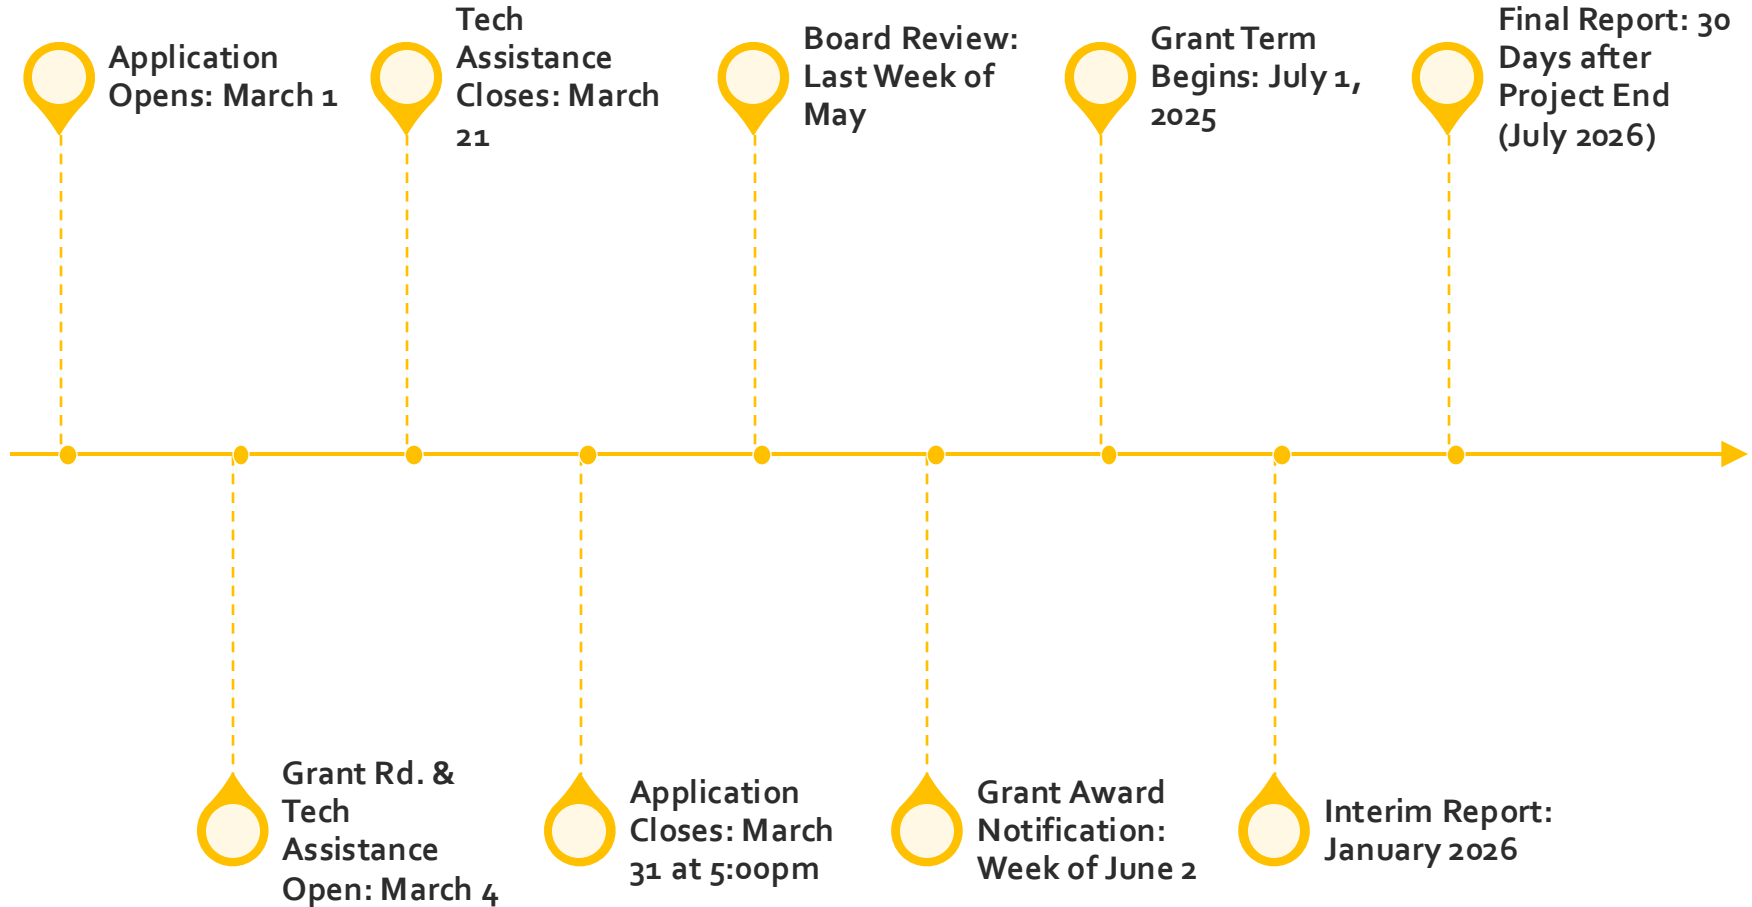 Application
Opens: March 1
Tech
Assistance
Closes: March
21
Board Review:
Last Week of
May
Grant Term
Begins: July 1,
2025
Final Report: 30
Days after
Project End
(July 2026)
Grant Rd. &
Tech
Assistance
Open: March 4
Application
Closes: March
31 at 5:00pm
Grant Award
Notification:
Week of June 2
Interim Report:
January 2026